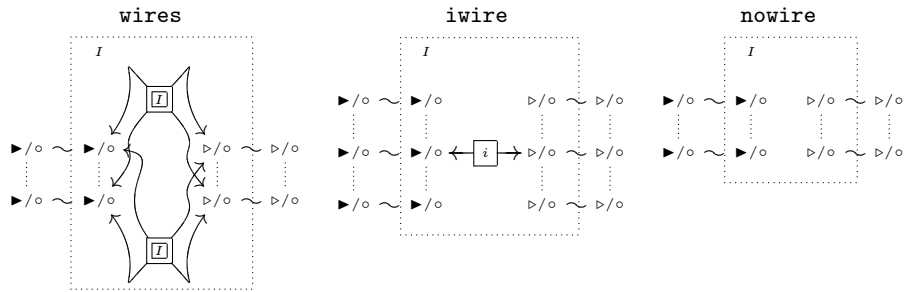 wires iwire nowire
I I I
I
▶/○ ~ ▶/○ ▷/○ ~ ▷/○ ▶/○ ~ ▶/○ ▷/○ ~ ▷/○
▶/○ ~ ▶/○ ▷/○ ~ ▷/○ ▶/○ ~ ▶/○ i ▷/○ ~ ▷/○ ▶/○ ~ ▶/○ ▷/○ ~ ▷/○
▶/○ ~ ▶/○ ▷/○ ~ ▷/○ ▶/○ ~ ▶/○ ▷/○ ~ ▷/○
I